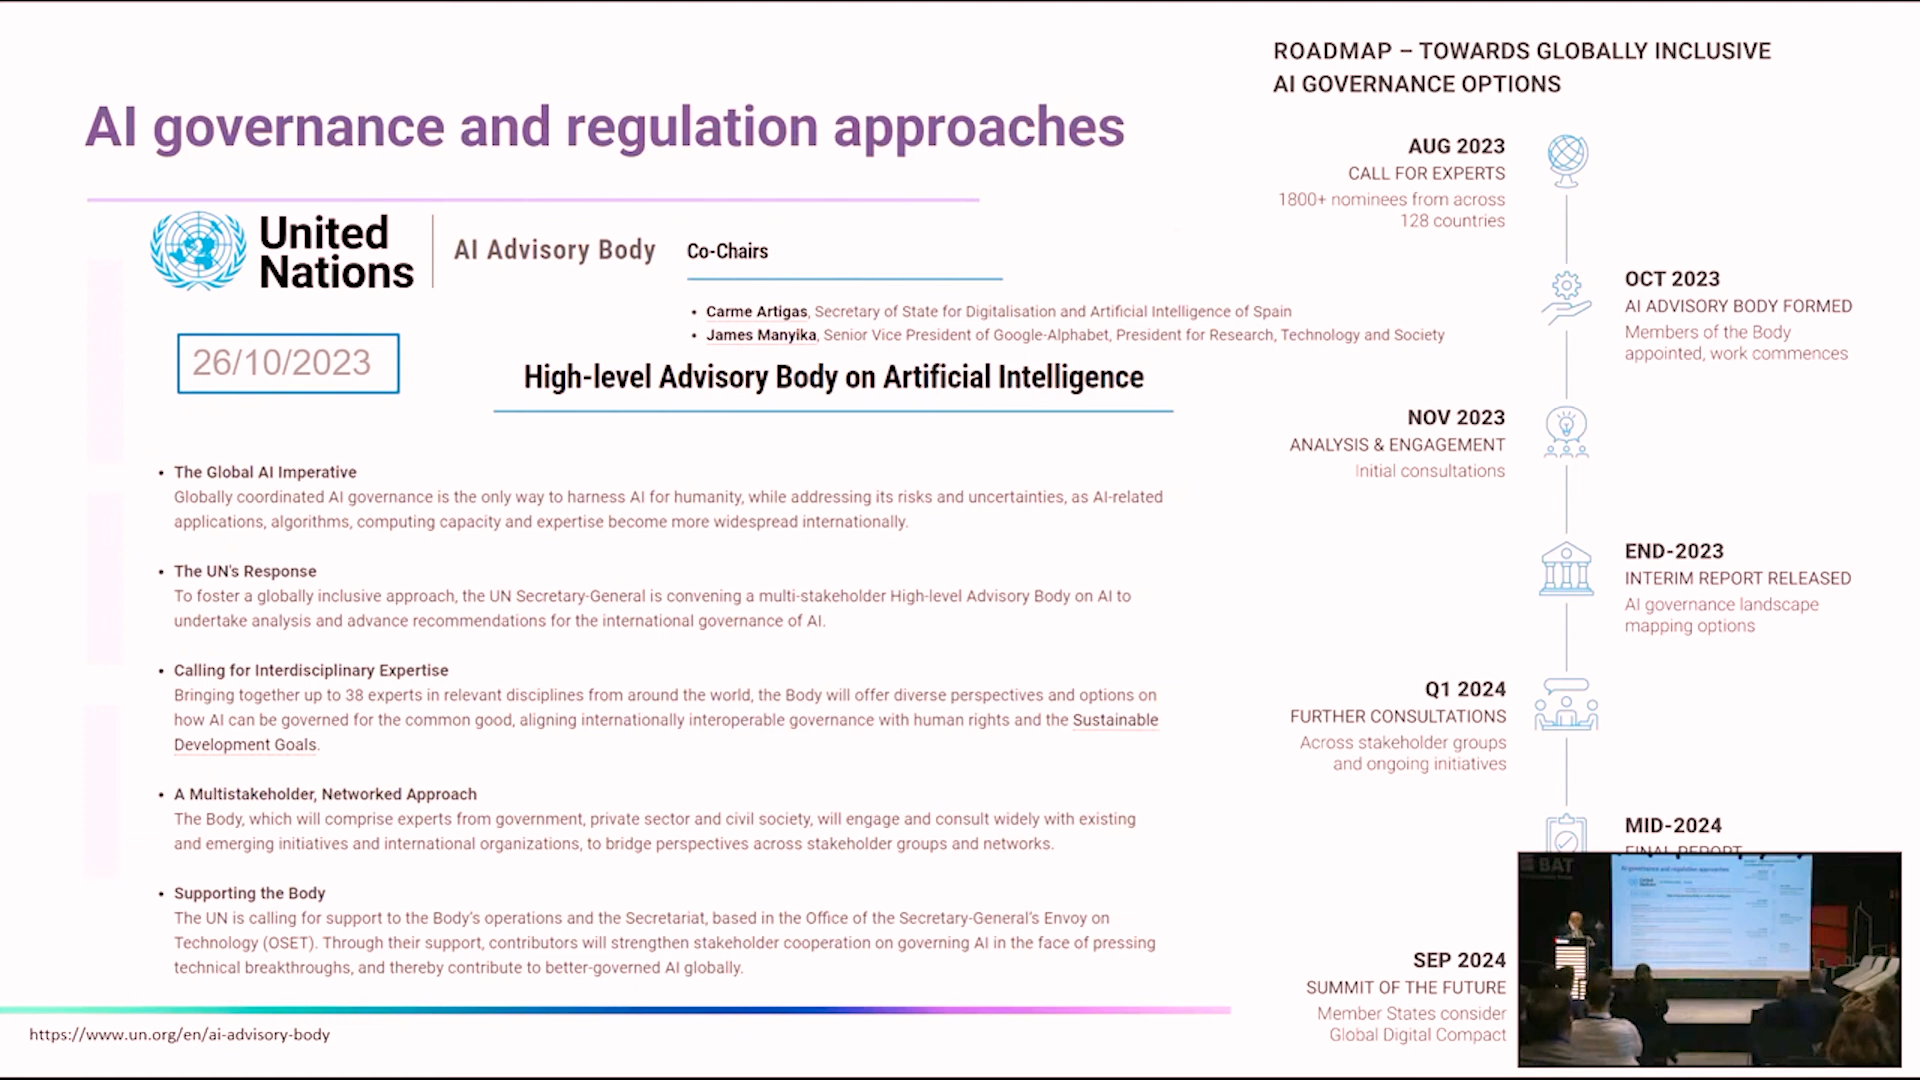 AI governance and regulation approaches
United
Nations
AI Advisory Body
Co-Chairs
• Carme Artigas, Secretary of State for Digitalisation and Artificial Intelligence of Spain
• James Manyika, Senior Vice President of Google-Alphabet, President for Research, Technology and Society
26/10/2023
High-level Advisory Body on Artificial Intelligence
• The Global AI Imperative
Globally coordinated AI governance is the only way to harness AI for humanity, while addressing its risks and uncertainties, as AI-related
applications, algorithms, computing capacity and expertise become more widespread internationally.
• The UN's Response
To foster a globally inclusive approach, the UN Secretary-General is convening a multi-stakeholder High-level Advisory Body on AI to
undertake analysis and advance recommendations for the international governance of AI.
• Calling for Interdisciplinary Expertise
Bringing together up to 38 experts in relevant disciplines from around the world, the Body will offer diverse perspectives and options on
how AI can be governed for the common good, aligning internationally interoperable governance with human rights and the Sustainable
Development Goals.
• A Multistakeholder, Networked Approach
The Body, which will comprise experts from government, private sector and civil society, will engage and consult widely with existing
and emerging initiatives and international organizations, to bridge perspectives across stakeholder groups and networks.
• Supporting the Body
The UN is calling for support to the Body's operations and the Secretariat, based in the Office of the Secretary-General's Envoy on
Technology (OSET). Through their support, contributors will strengthen stakeholder cooperation on governing AI in the face of pressing
technical breakthroughs, and thereby contribute to better-governed AI globally.
https://www.un.org/en/ai-advisory-body
ROADMAP – TOWARDS GLOBALLY INCLUSIVE
AI GOVERNANCE OPTIONS
AUG 2023
CALL FOR EXPERTS
1800+ nominees from across
128 countries
OCT 2023
AI ADVISORY BODY FORMED
Members of the Body
appointed, work commences
NOV 2023
ANALYSIS & ENGAGEMENT
Initial consultations
END-2023
INTERIM REPORT RELEASED
AI governance landscape
mapping options
Q1 2024
FURTHER CONSULTATIONS
Across stakeholder groups
and ongoing initiatives
MID-2024
FINAL REPORT
SEP 2024
SUMMIT OF THE FUTURE
Member States consider
Global Digital Compact
BAT
AI governance and regulation approaches